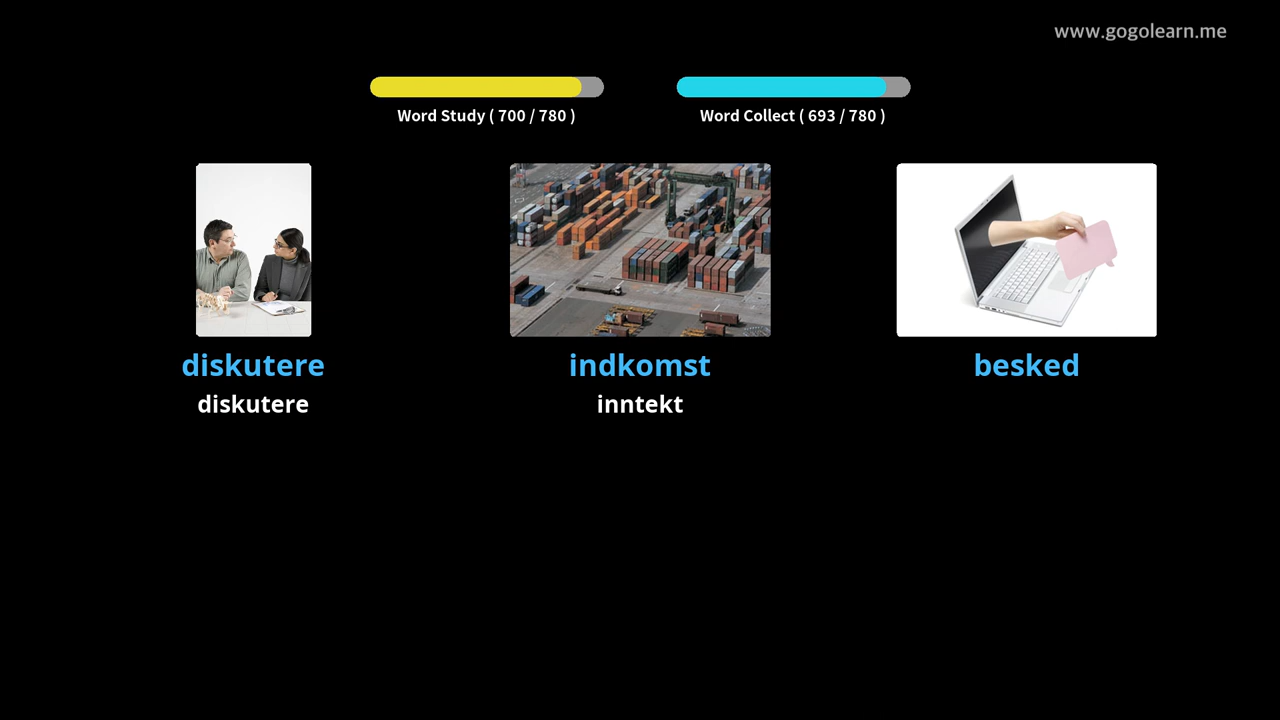 www.gogolearn.me
Word Study ( 700 / 780 )
Word Collect ( 693 / 780 )
diskutere
diskutere
indkomst
inntekt
besked